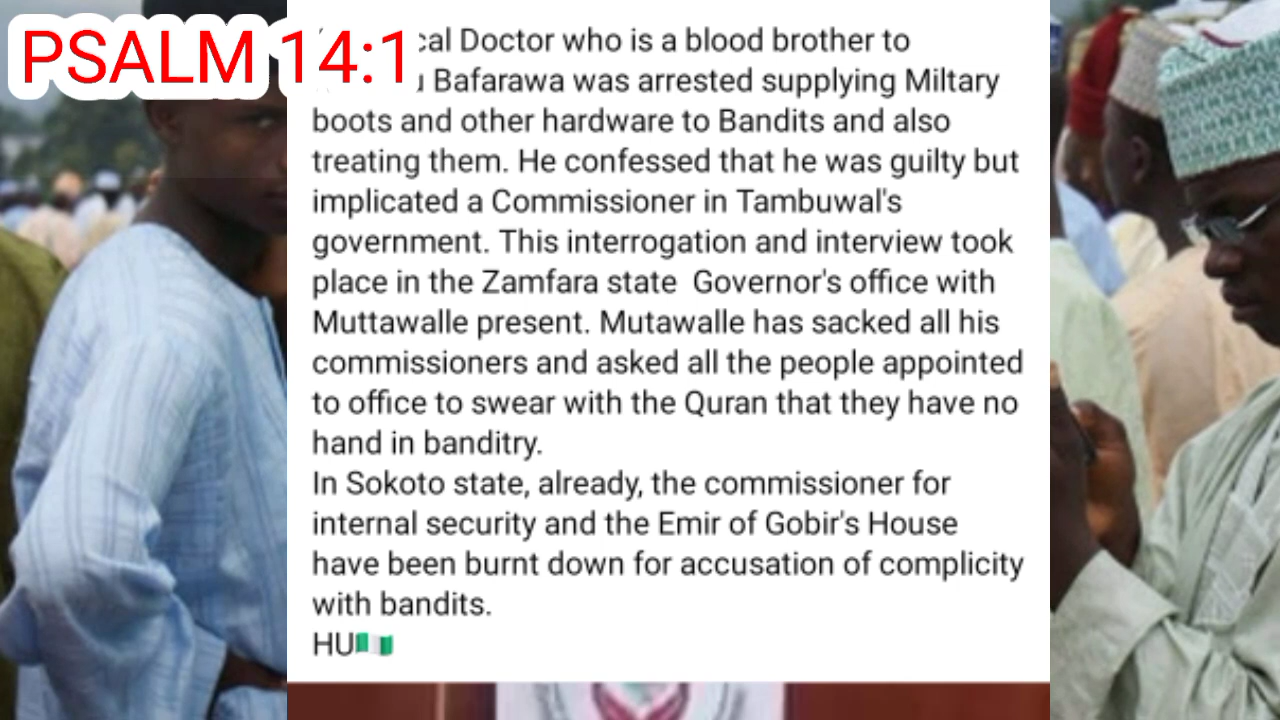 PSALM 14:1
Doctor who is a blood brother to
Bafarawa was arrested supplying Miltary
boots and other hardware to Bandits and also
treating them. He confessed that he was guilty but
implicated a Commissioner in Tambuwal's
government. This interrogation and interview took
place in the Zamfara state Governor's office with
Muttawalle present. Mutawalle has sacked all his
commissioners and asked all the people appointed
to office to swear with the Quran that they have no
hand in banditry.
In Sokoto state, already, the commissioner for
internal security and the Emir of Gobir's House
have been burnt down for accusation of complicity
with bandits.
HU🇳🇬